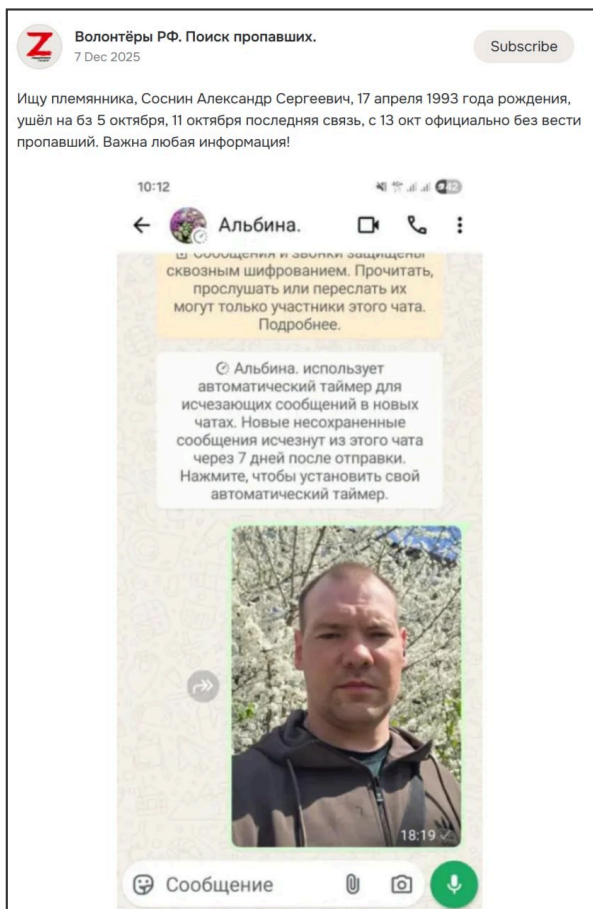 Волонтёры РФ. Поиск пропавших.
7 Dec 2025
Subscribe
Ищу племянника, Соснин Александр Сергеевич, 17 апреля 1993 года рождения,
ушёл на бз 5 октября, 11 октября последняя связь, с 13 окт официально без вести
пропавший. Важна любая информация!
10:12
42
Альбина.
Сообщения и звонки защищены
сквозным шифрованием. Прочитать,
прослушать или переслать их
могут только участники этого чата.
Подробнее.
Альбина. использует
автоматический таймер для
исчезающих сообщений в новых
чатах. Новые несохраненные
сообщения исчезнут из этого чата
через 7 дней после отправки.
Нажмите, чтобы установить свой
автоматический таймер.
18:19
Сообщение